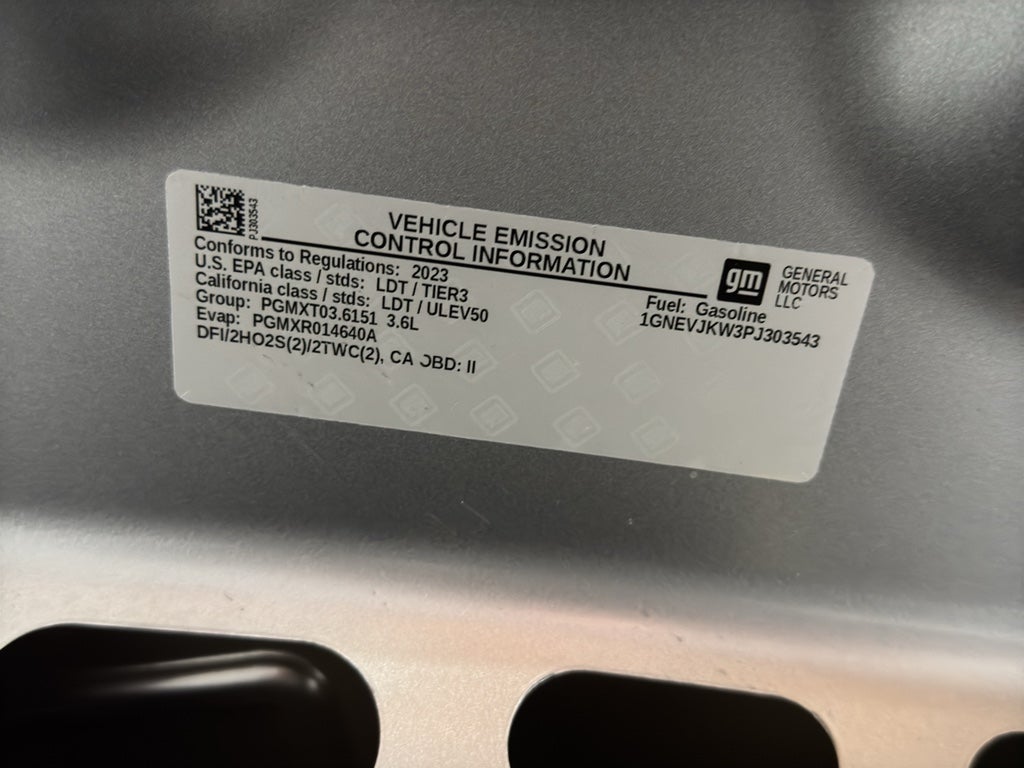 PJ303543
VEHICLE EMISSION
CONTROL INFORMATION
Conforms to Regulations: 2023
U.S. EPA class / stds: LDT / TIER3
California class / stds: LDT / ULEV50
Group: PGMXT03.6151 3.6L
Evap: PGMXR014640A
DFI/2HO2S(2)/2TWC(2), CA OBD: II
gm
GENERAL
MOTORS
LLC
Fuel: Gasoline
1GNEVJKW3PJ303543